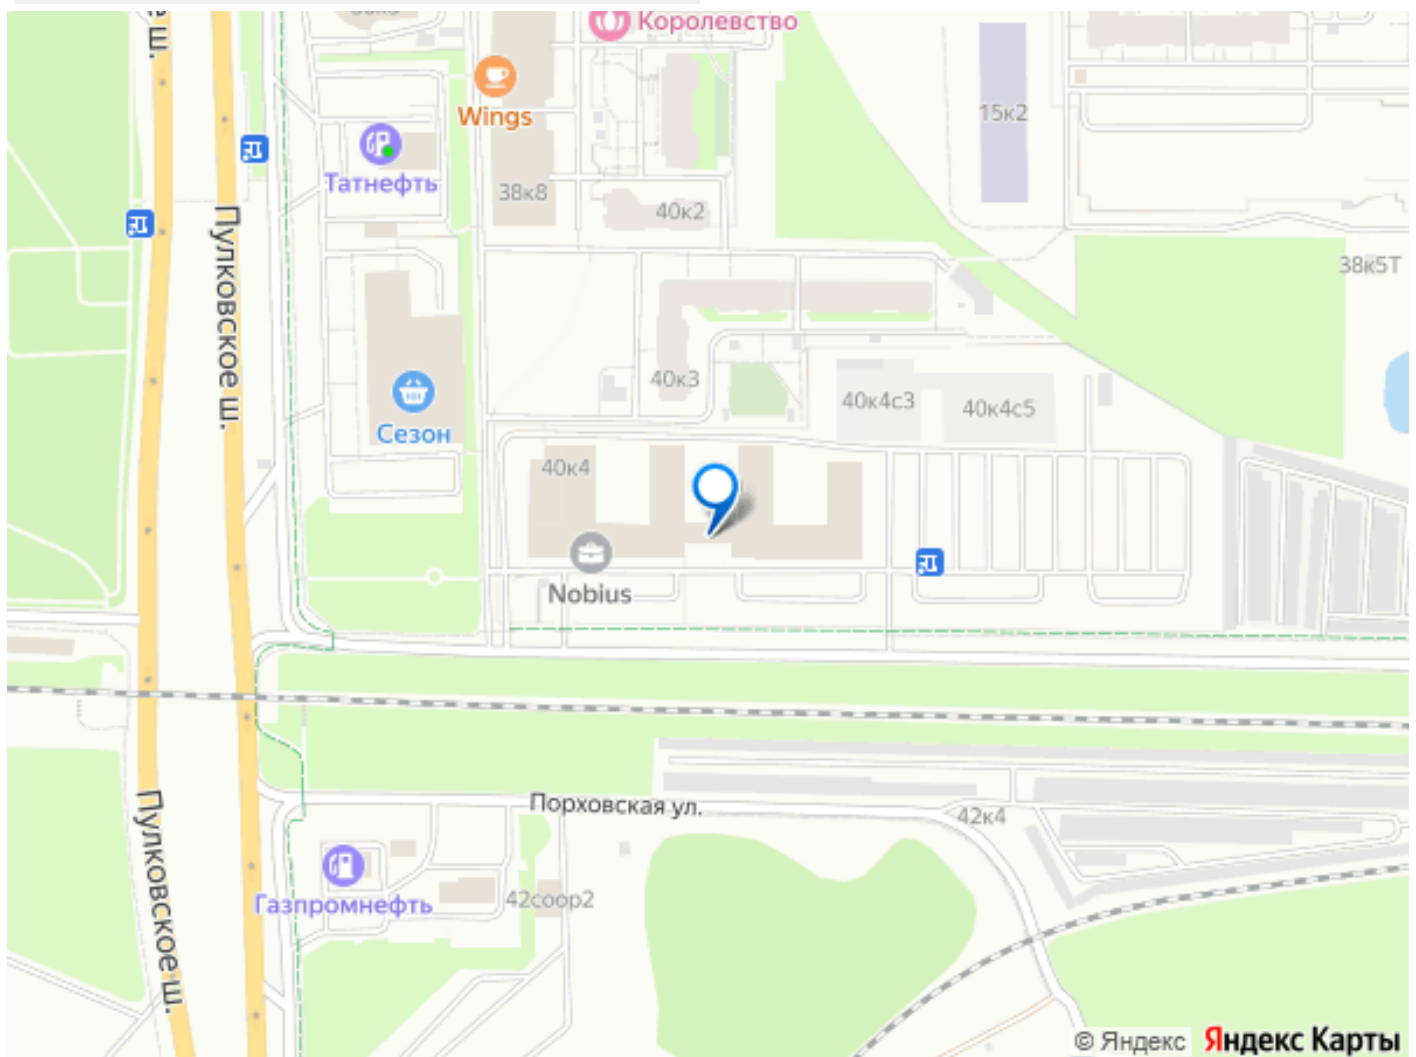 Королевство
ш.
Wings
15к2
Татнефть
38к8
40к2
Пулковское ш.
38к5Т
40к3
40к4с3
40к4с5
Сезон
40к4
Nobius
Порховская ул.
42к4
Пулковское ш.
Газпромнефть
42соор2
© Яндекс Яндекс Карты